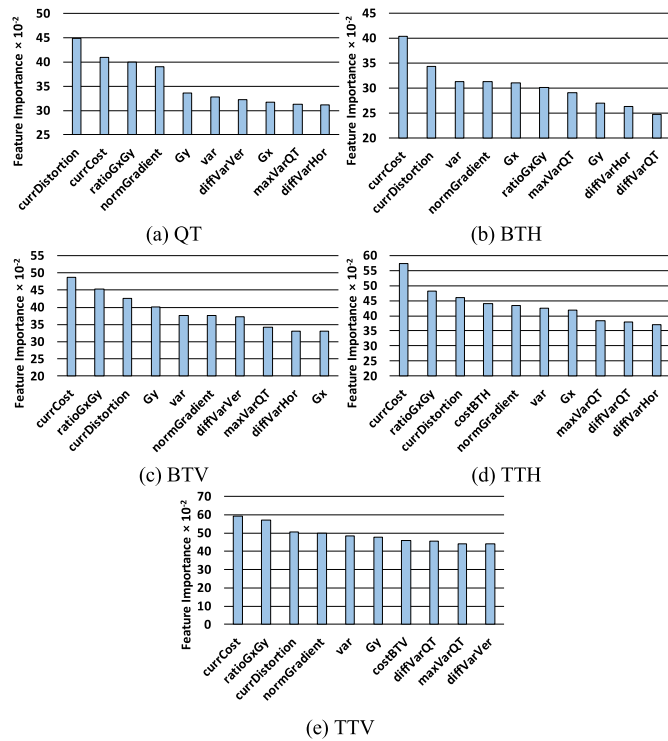 Feature Importance × 10⁻²
50
45
40
35
30
25
currDistortion
currCost
ratioGxGy
normGradient
Gy
var
diffVarVer
Gx
maxVarQT
diffVarHor
(a) QT
Feature Importance × 10⁻²
45
40
35
30
25
20
currCost
currDistortion
var
normGradient
Gx
ratioGxGy
maxVarQT
Gy
diffVarHor
diffVarQT
(b) BTH
Feature Importance × 10⁻²
55
50
45
40
35
30
25
20
currCost
ratioGxGy
currDistortion
Gy
var
normGradient
diffVarVer
maxVarQT
diffVarHor
Gx
(c) BTV
Feature Importance × 10⁻²
60
55
50
45
40
35
30
25
20
currCost
ratioGxGy
currDistortion
costBTH
normGradient
var
Gx
maxVarQT
diffVarQT
diffVarHor
(d) TTH
Feature Importance × 10⁻²
70
60
50
40
30
20
10
0
currCost
ratioGxGy
currDistortion
normGradient
var
Gy
costBTV
diffVarQT
maxVarQT
diffVarVer
(e) TTV